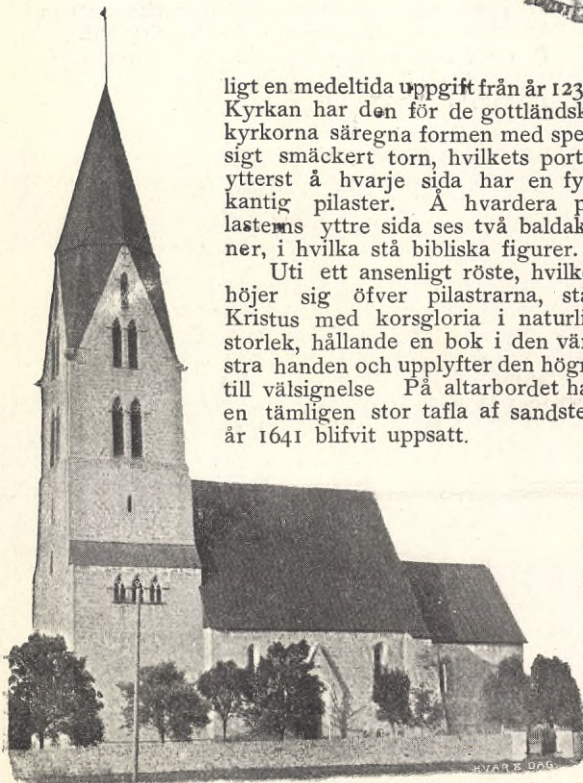 ligt en medeltida uppgift från år 123
Kyrkan har den för de gottländsk
kyrkorna säregna formen med spe
sigt smäckert torn, hvilkets port
ytterst å hvarje sida har en fy
kantig pilaster. Å hvardera p
lasterns yttre sida ses två baldak
ner, i hvilka stå bibliska figurer.
Uti ett ansenligt röste, hvilke
höjer sig öfver pilastrarna, stå
Kristus med korsgloria i naturli
storlek, hållande en bok i den vän
stra handen och upplyfter den högr
till välsignelse På altarbordet ha
en tämligen stor tafla af sandste
år 1641 blifvit uppsatt.
HVAR 8 DAG.